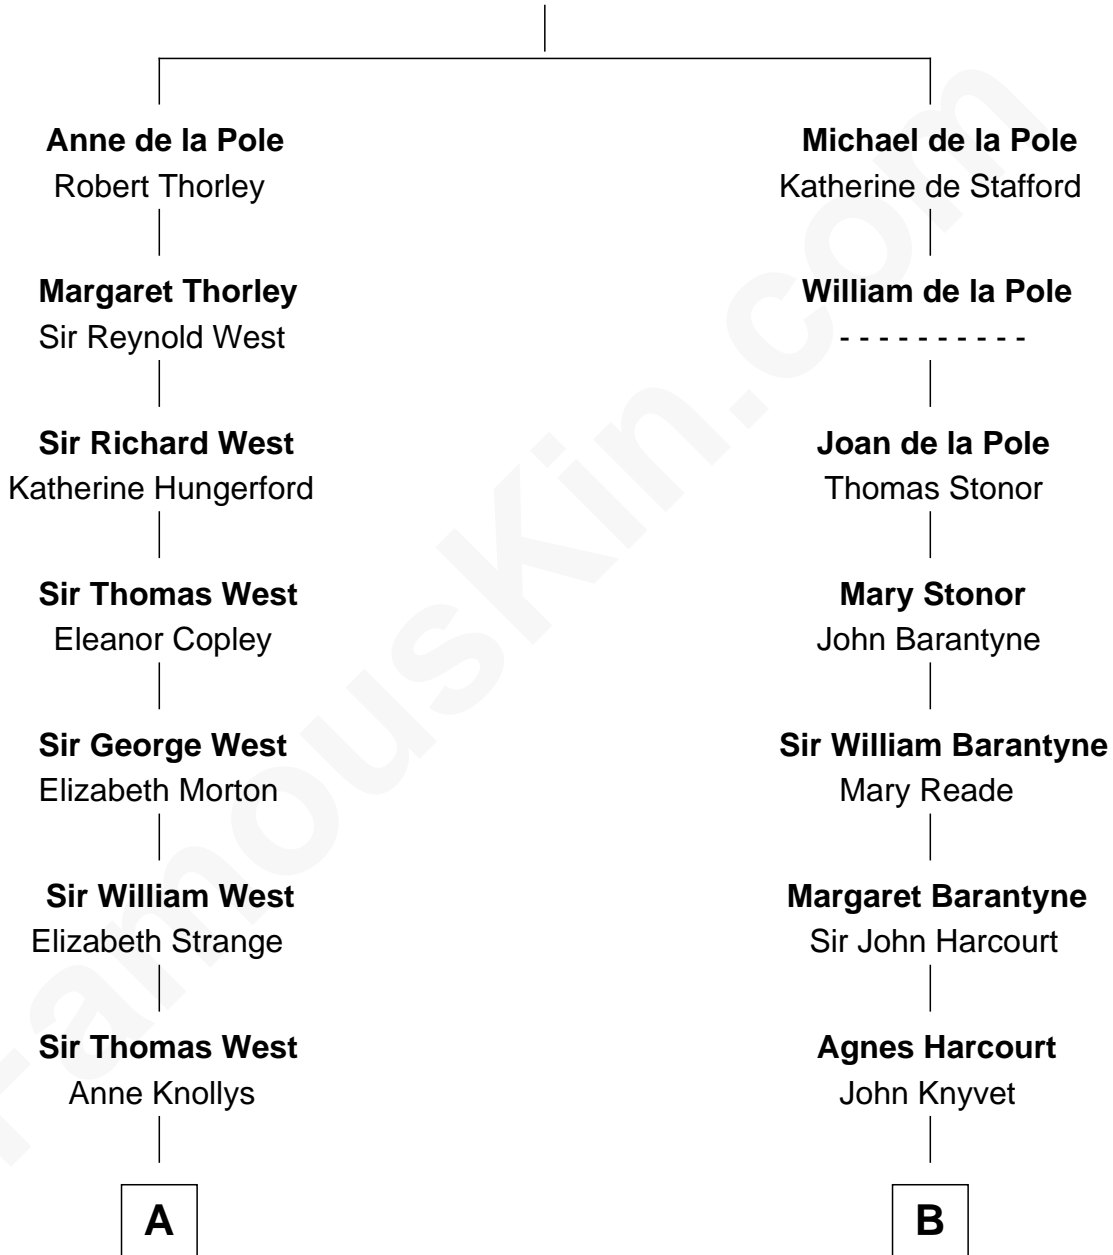 Anne de la Pole
Robert Thorley
Margaret Thorley
Sir Reynold West
Sir Richard West
Katherine Hungerford
Sir Thomas West
Eleanor Copley
Sir George West
Elizabeth Morton
Sir William West
Elizabeth Strange
Sir Thomas West
Anne Knollys
A
Michael de la Pole
Katherine de Stafford
William de la Pole
- - - - - - - - - -
Joan de la Pole
Thomas Stonor
Mary Stonor
John Barantyne
Sir William Barantyne
Mary Reade
Margaret Barantyne
Sir John Harcourt
Agnes Harcourt
John Knyvet
B
FamousKin.com